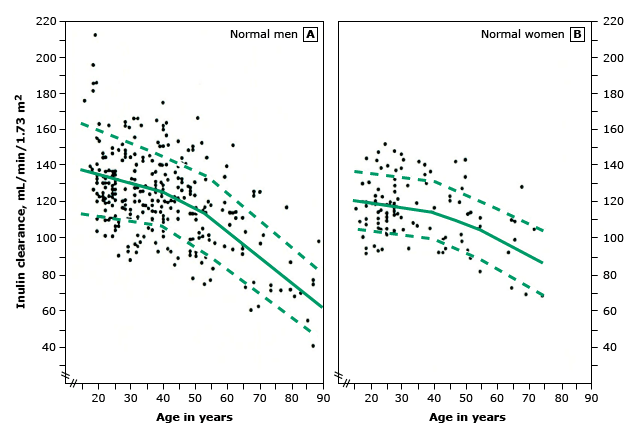 220 Normal men A Normal women B 220
200 200
180 180
160 160
140 140
120 120
100 100
80 80
60 60
40 40
Inulin clearance, mL/min/1.73 m²
20 30 40 50 60 70 80 90 20 30 40 50 60 70 80 90
Age in years Age in years